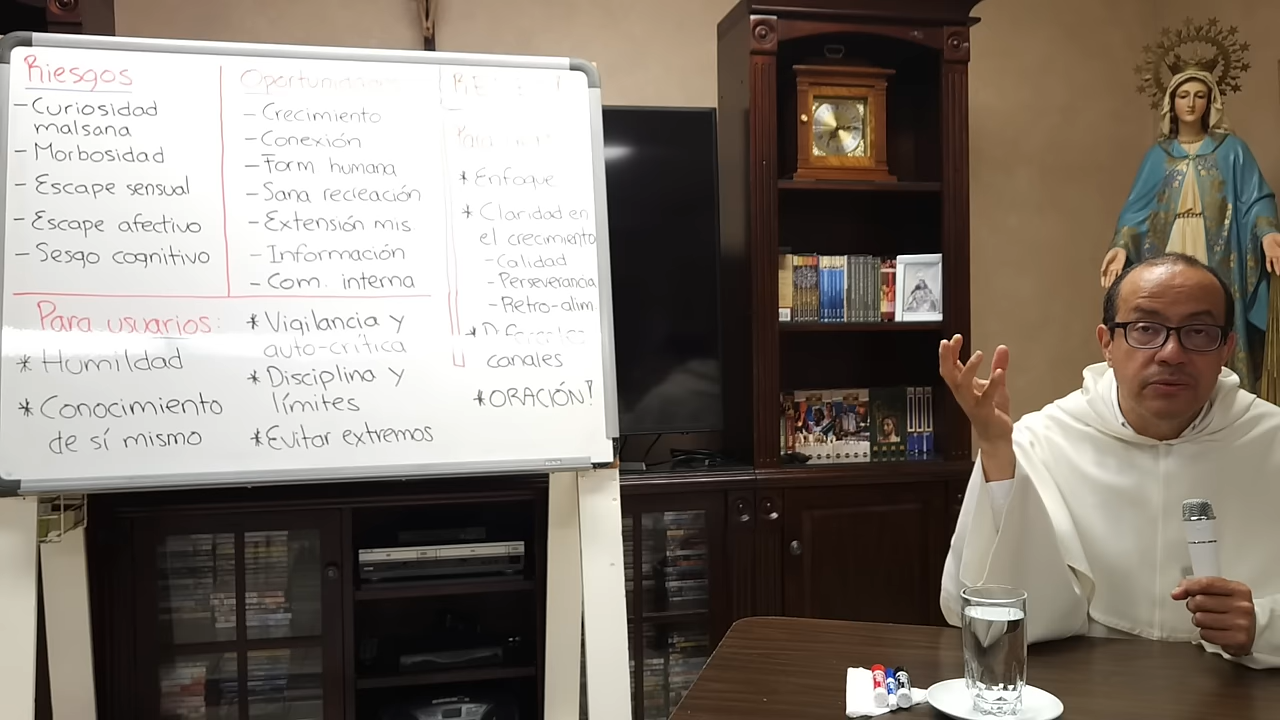 Riesgos
- Curiosidad
malsana
- Morbosidad
- Escape sensual
- Escape afectivo
- Sesgo cognitivo
- Crecimiento
- Conexión
- Form humana
- Sana recreación
- Extensión mis
- Información
- Com. interna
Para usuarios:
* Humildad
* Conocimiento
de sí mismo
* Vigilancia y
auto-crítica
* Disciplina y
límites
* Evitar extremos
* Enfoque
* Claridad en
el crecimiento
- Calidad
- Perseverancia
- Retro-alim
*
canales
* ORACIÓN!